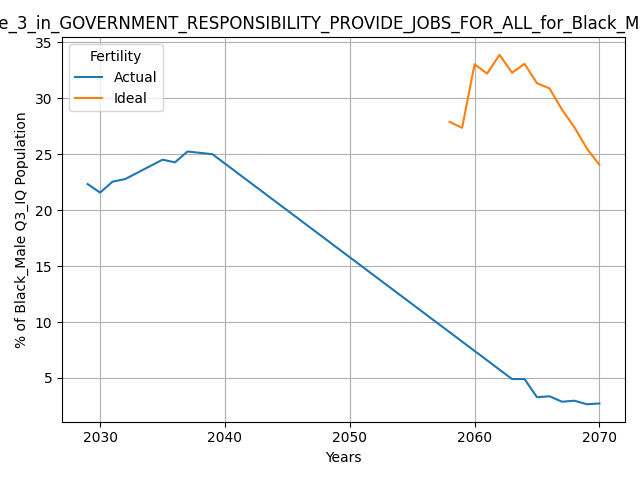 e_3_in_GOVERNMENT_RESPONSIBILITY_PROVIDE_JOBS_FOR_ALL_for_Black_M
35
30
25
20
15
10
5
% of Black_Male Q3_IQ Population
Fertility
Actual
Ideal
2030
2040
2050
2060
2070
Years